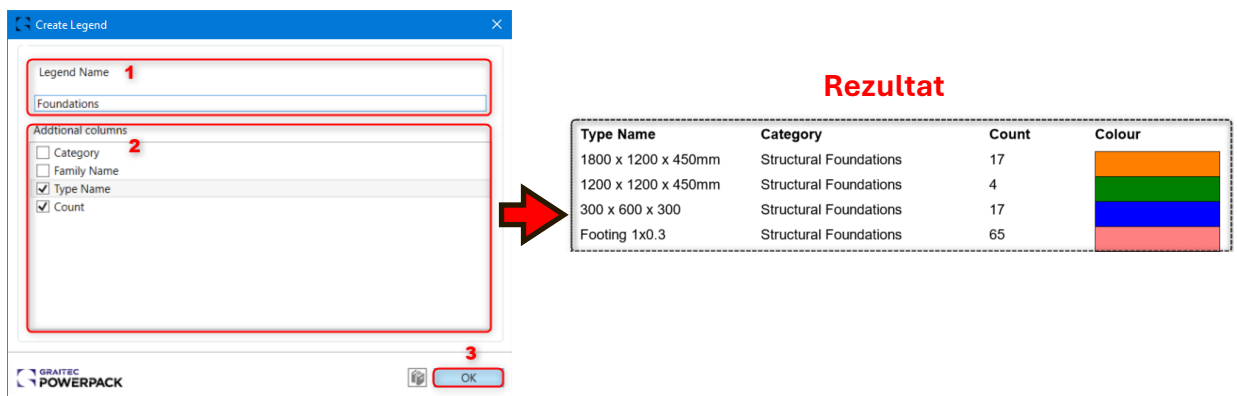 Create Legend
Legend Name 1
Foundations
Addtional columns
2
Category
Family Name
Type Name
Count
3
GRAITEC
POWERPACK
OK
Rezultat
Type Name Category Count Colour
1800 x 1200 x 450mm Structural Foundations 17
1200 x 1200 x 450mm Structural Foundations 4
300 x 600 x 300 Structural Foundations 17
Footing 1x0.3 Structural Foundations 65